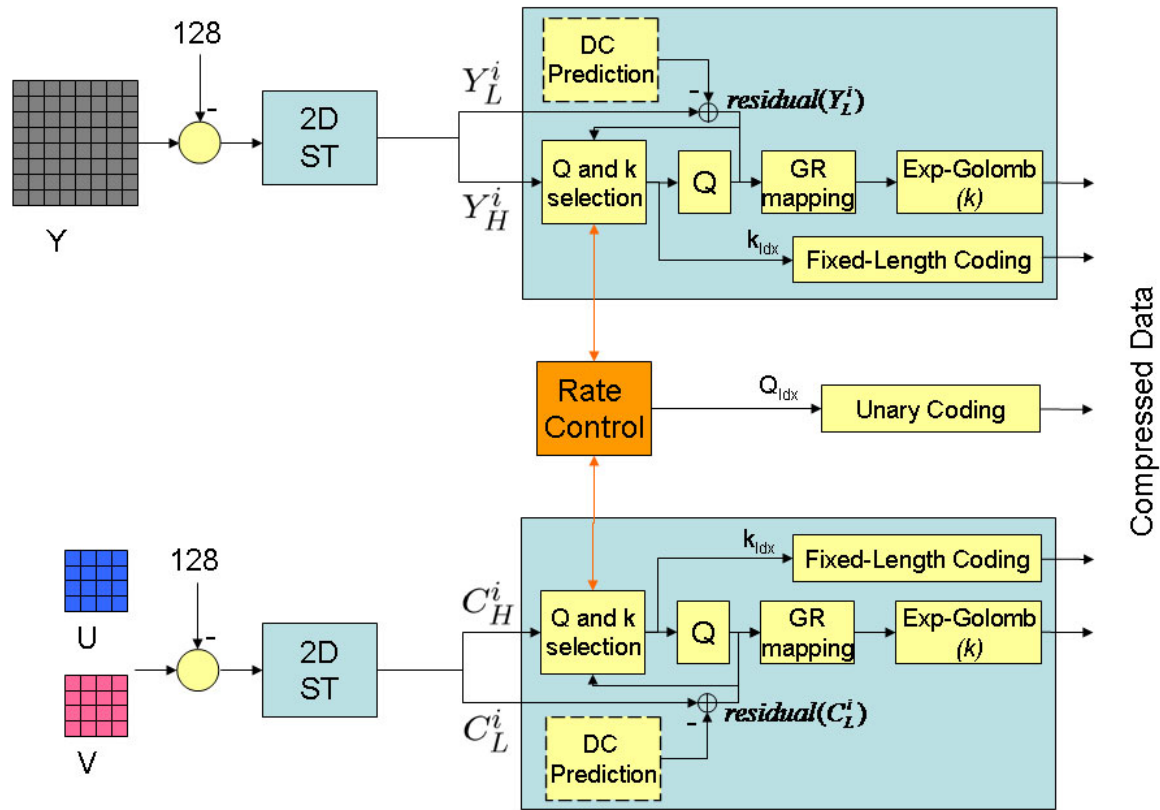 128
-
Y
2D
ST
Y_L^i
Y_H^i
DC
Prediction
-
residual(Y_L^i)
Q and k
selection
Q
GR
mapping
Exp-Golomb
(k)
k_Idx
Fixed-Length Coding
Rate
Control
Q_Idx
Unary Coding
Compressed Data
128
-
U
V
2D
ST
C_H^i
C_L^i
k_Idx
Fixed-Length Coding
Q and k
selection
Q
GR
mapping
Exp-Golomb
(k)
-
residual(C_L^i)
DC
Prediction